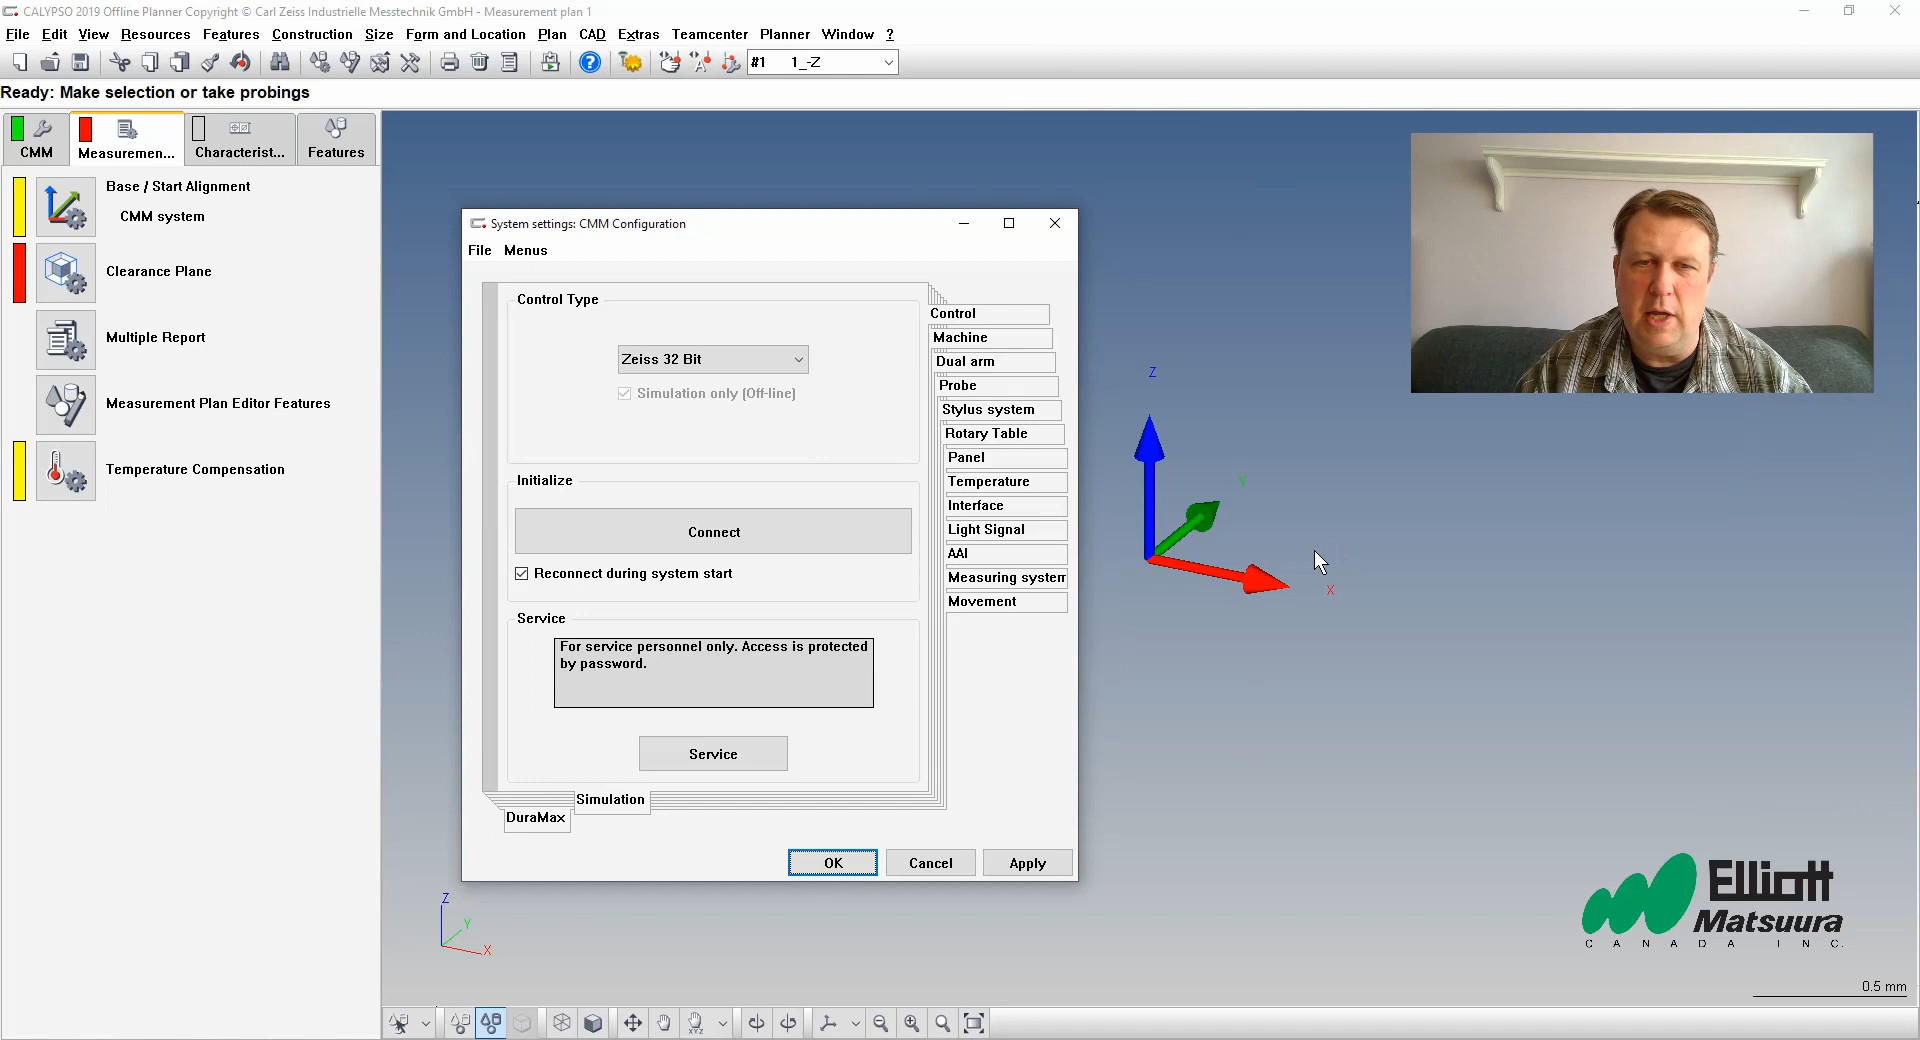 CALYPSO 2019 Offline Planner Copyright © Carl Zeiss Industrielle Messtechnik GmbH - Measurement plan 1
File Edit View Resources Features Construction Size Form and Location Plan CAD Extras Teamcenter Planner Window ?
#1 1_-Z
Ready: Make selection or take probings
CMM
Measuremen...
Characterist...
Features
Base / Start Alignment
CMM system
Clearance Plane
Multiple Report
Measurement Plan Editor Features
Temperature Compensation
System settings: CMM Configuration
File Menus
Control Type
Zeiss 32 Bit
Simulation only (Off-line)
Initialize
Connect
Reconnect during system start
Service
For service personnel only. Access is protected
by password.
Service
Control
Machine
Dual arm
Probe
Stylus system
Rotary Table
Panel
Temperature
Interface
Light Signal
AAI
Measuring system
Movement
Simulation
DuraMax
OK
Cancel
Apply
Z
Y
X
Z
Y
X
Elliott
Matsuura
CANADA INC.
0.5 mm
XYZ